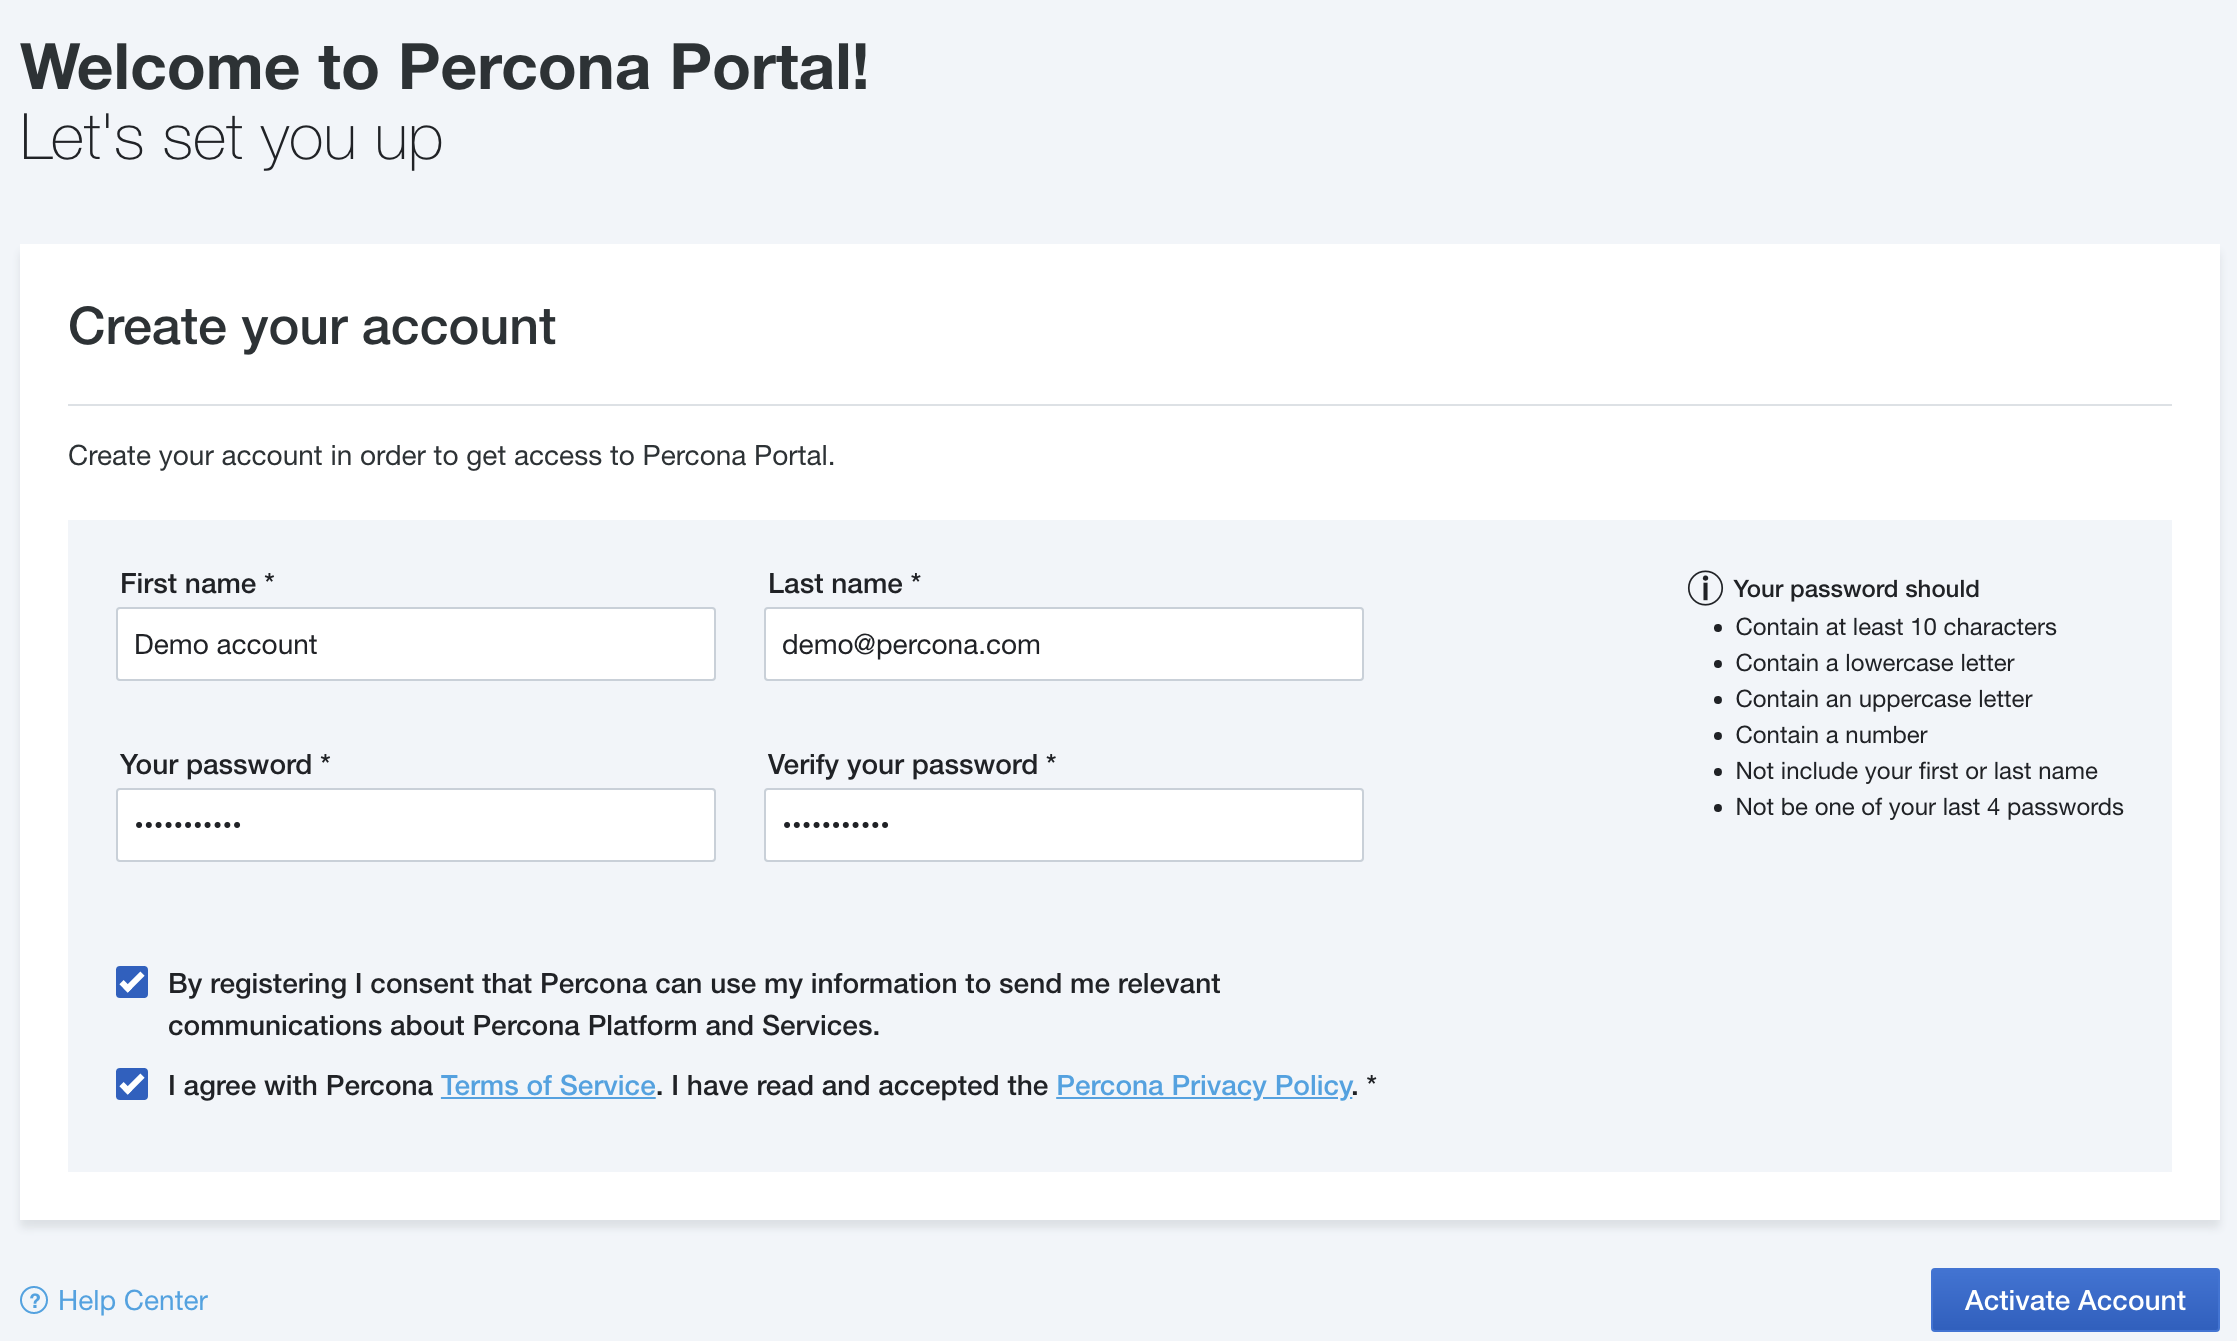 Welcome to Percona Portal!
Let's set you up
Create your account
Create your account in order to get access to Percona Portal.
First name *
Last name *
Demo account
demo@percona.com
Your password *
Verify your password *
•••••••••••
•••••••••••
Your password should
• Contain at least 10 characters
• Contain a lowercase letter
• Contain an uppercase letter
• Contain a number
• Not include your first or last name
• Not be one of your last 4 passwords
By registering I consent that Percona can use my information to send me relevant
communications about Percona Platform and Services.
I agree with Percona Terms of Service. I have read and accepted the Percona Privacy Policy. *
Help Center
Activate Account